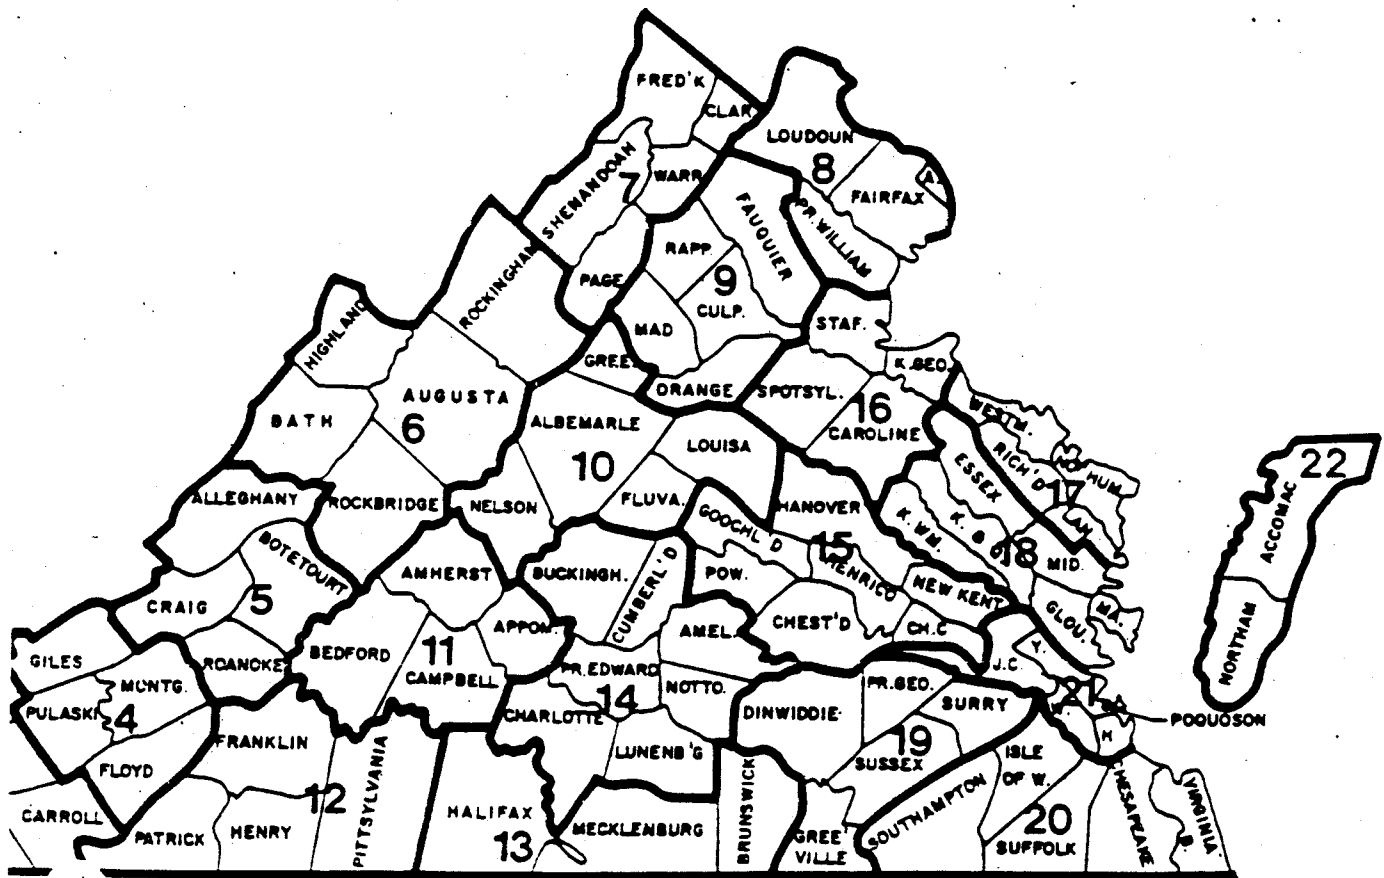 FRED'K
CLAR
LOUDOUN
8
SHENANDOAH
7
WARR
FAIRFAX
A.
PR. WILLIAM
FAUQUIER
RAPP.
9
CULP.
PAGE
ROCKINGHAM
HIGHLAND
MAD
STAF.
GREE.
K. GEO.
ORANGE
SPOTSYL.
16
CAROLINE
AUGUSTA
6
BATH
ALBEMARLE
10
LOUISA
WESTM.
RICH'D
ESSEX
17
22
ACCOMAC
NORTHAM
ALLEGHANY
ROCKBRIDGE
NELSON
FLUVA.
GOOCHL'D
HANOVER
K. WM.
K. & Q
LAN
18
MID.
BOTETOURT
5
CRAIG
AMHERST
BUCKINGH.
CUMBERL'D
POW.
15
HENRICO
NEW KENT
GLOU.
MA.
CHEST'D
CH.C
J.C.
Y.
GILES
ROANOKE
BEDFORD
11
CAMPBELL
APPOM.
AMEL.
PR. EDWARD
14
NOTTO.
MONTG.
PULASKI
4
FLOYD
CHARLOTTE
LUNENB'G
DINWIDDIE
PR.GEO.
SURRY
19
SUSSEX
21
H
POQUOSON
FRANKLIN
12
PITTSYLVANIA
HALIFAX
13
MECKLENBURG
BRUNSWICK
GREE'
VILLE
SOUTHAMPTON
ISLE
OF W.
20
SUFFOLK
CHESAPEAKE
VIRGINIA
B.
CARROLL
PATRICK
HENRY